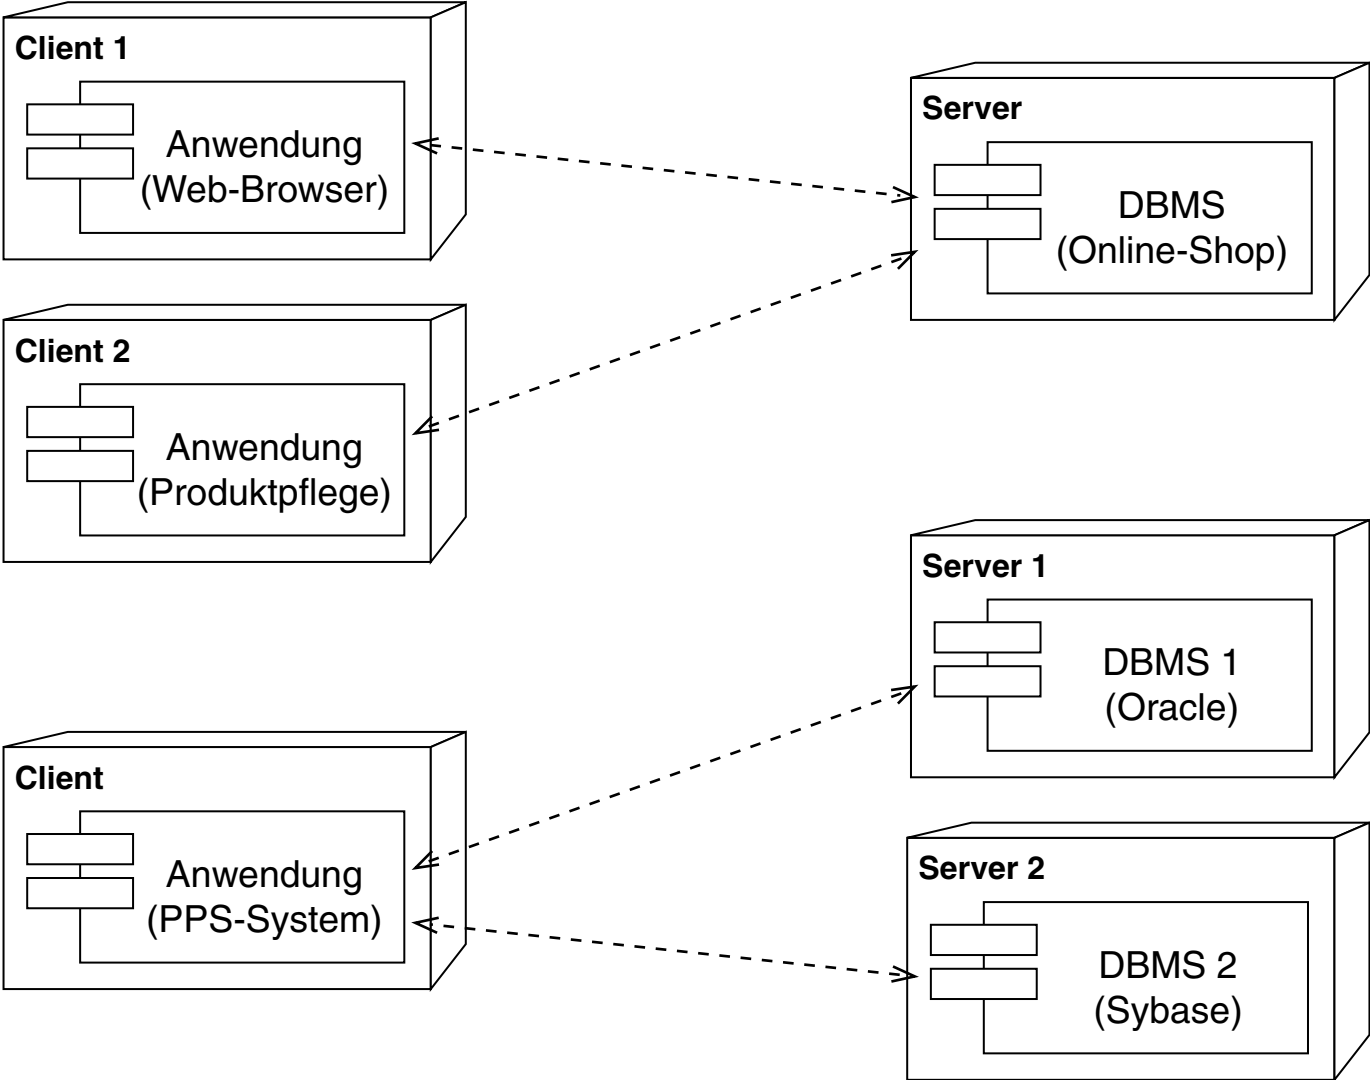 Client 1
Anwendung
(Web-Browser)
Server
DBMS
(Online-Shop)
Client 2
Anwendung
(Produktpflege)
Server 1
DBMS 1
(Oracle)
Client
Anwendung
(PPS-System)
Server 2
DBMS 2
(Sybase)